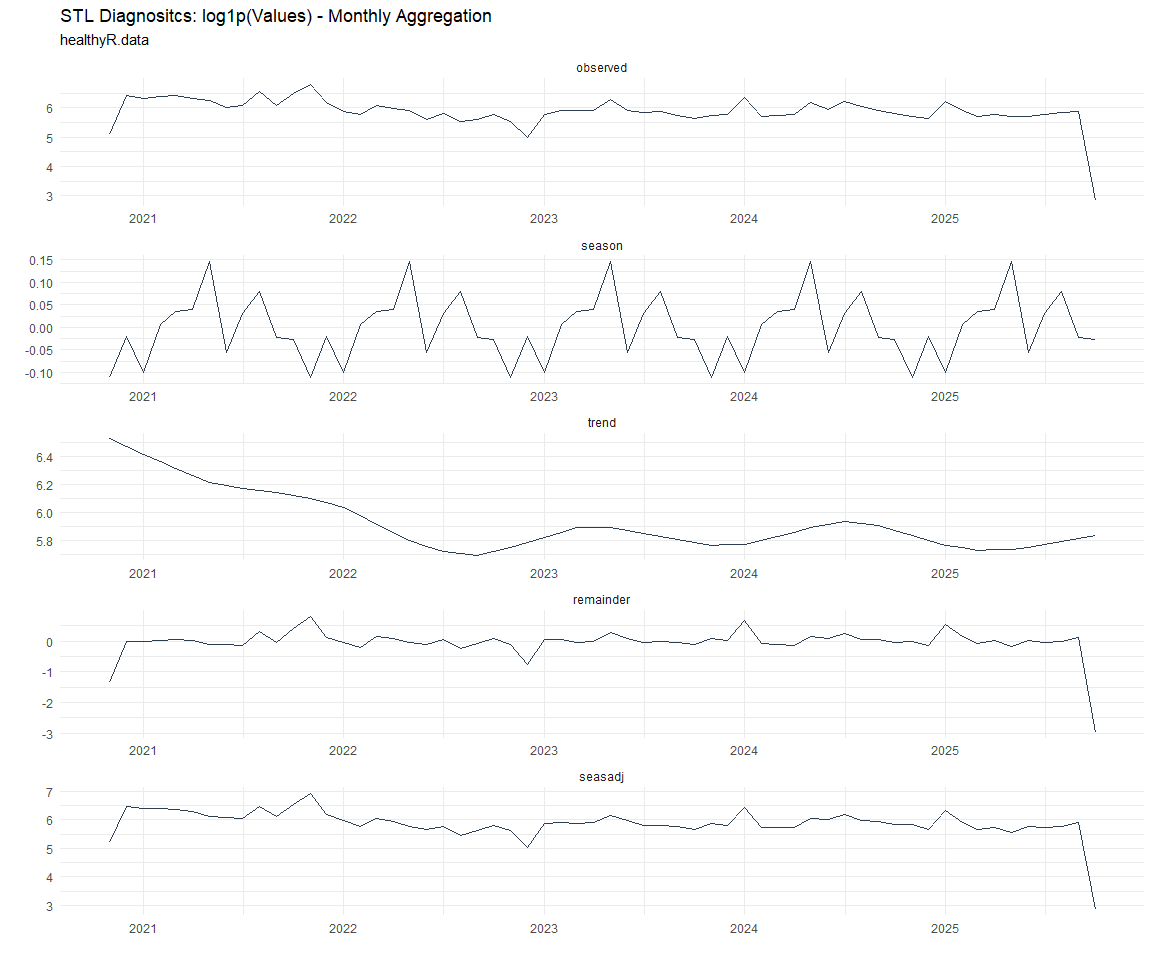 STL Diagnositcs: log1p(Values) - Monthly Aggregation
healthyR.data
observed
6
5
4
3
2021 2022 2023 2024 2025
season
0.15
0.10
0.05
0.00
-0.05
-0.10
2021 2022 2023 2024 2025
trend
6.4
6.2
6.0
5.8
2021 2022 2023 2024 2025
remainder
0
-1
-2
-3
2021 2022 2023 2024 2025
seasadj
7
6
5
4
3
2021 2022 2023 2024 2025